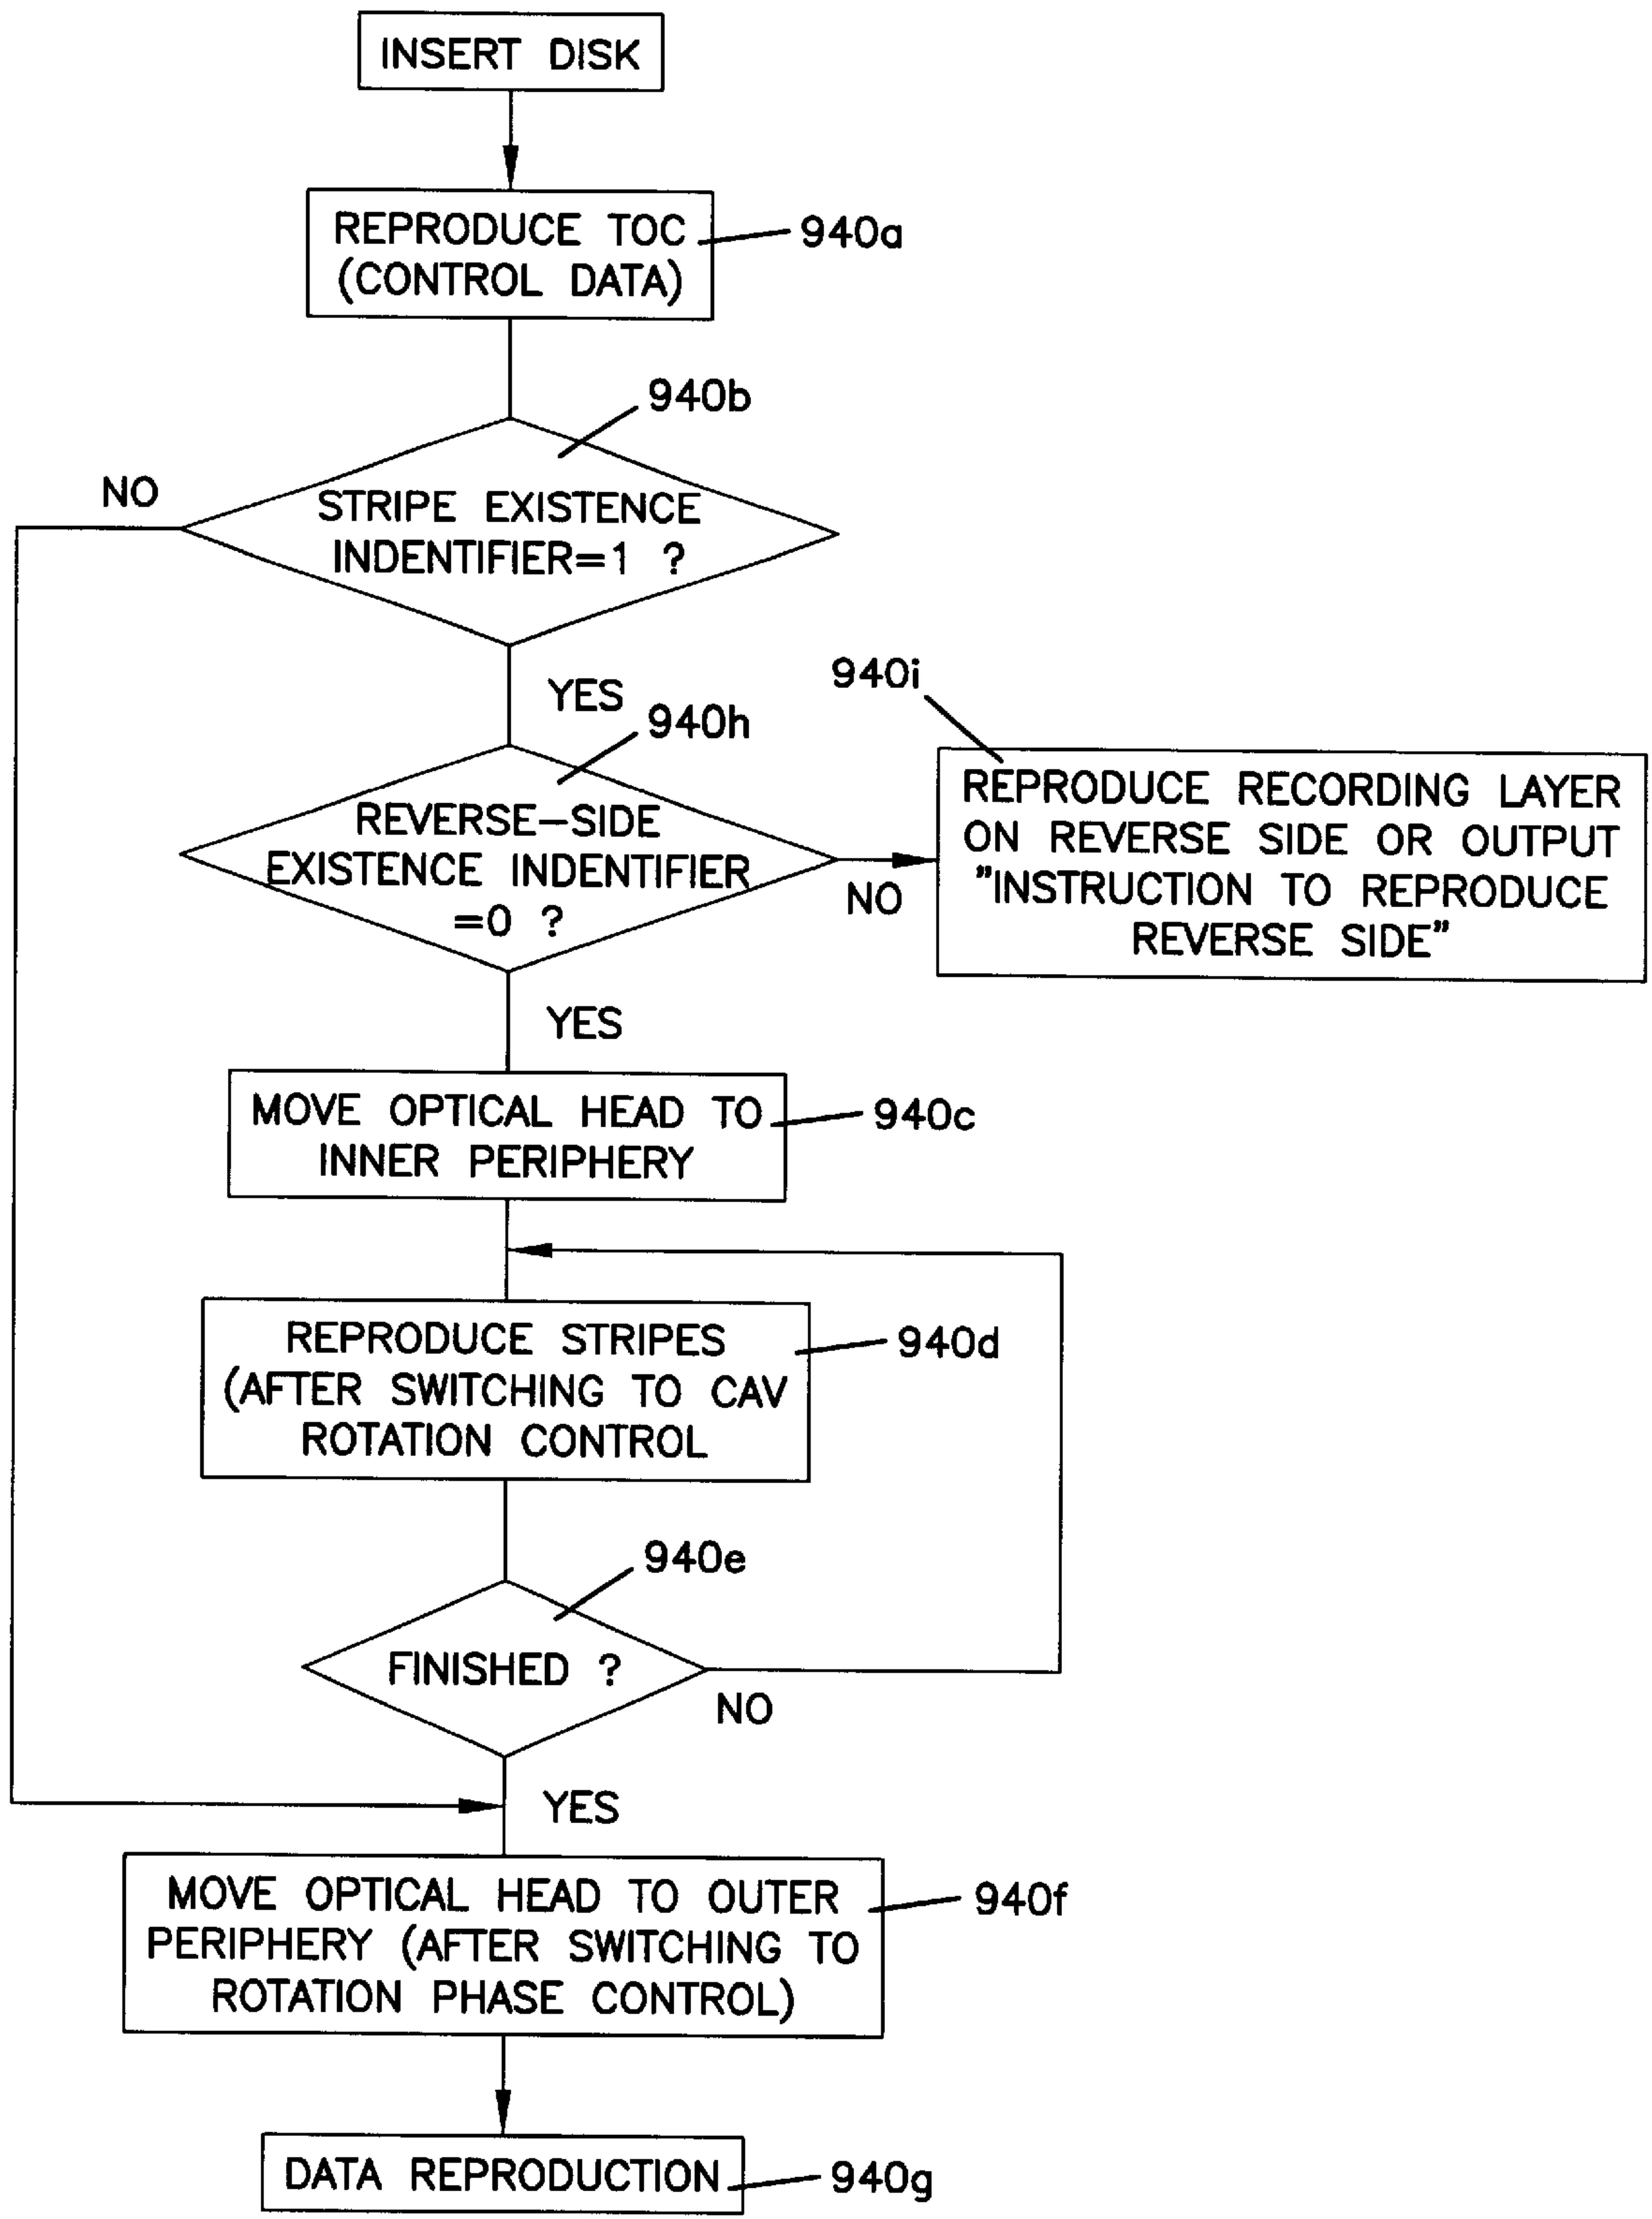 INSERT DISK
REPRODUCE TOC
(CONTROL DATA)
940a
940b
NO
STRIPE EXISTENCE
INDENTIFIER=1 ?
YES
940h
940i
REVERSE-SIDE
EXISTENCE INDENTIFIER
=0 ?
NO
REPRODUCE RECORDING LAYER
ON REVERSE SIDE OR OUTPUT
"INSTRUCTION TO REPRODUCE
REVERSE SIDE"
YES
MOVE OPTICAL HEAD TO
INNER PERIPHERY
940c
REPRODUCE STRIPES
(AFTER SWITCHING TO CAV
ROTATION CONTROL
940d
940e
FINISHED ?
NO
YES
MOVE OPTICAL HEAD TO OUTER
PERIPHERY (AFTER SWITCHING TO
ROTATION PHASE CONTROL)
940f
DATA REPRODUCTION
940g